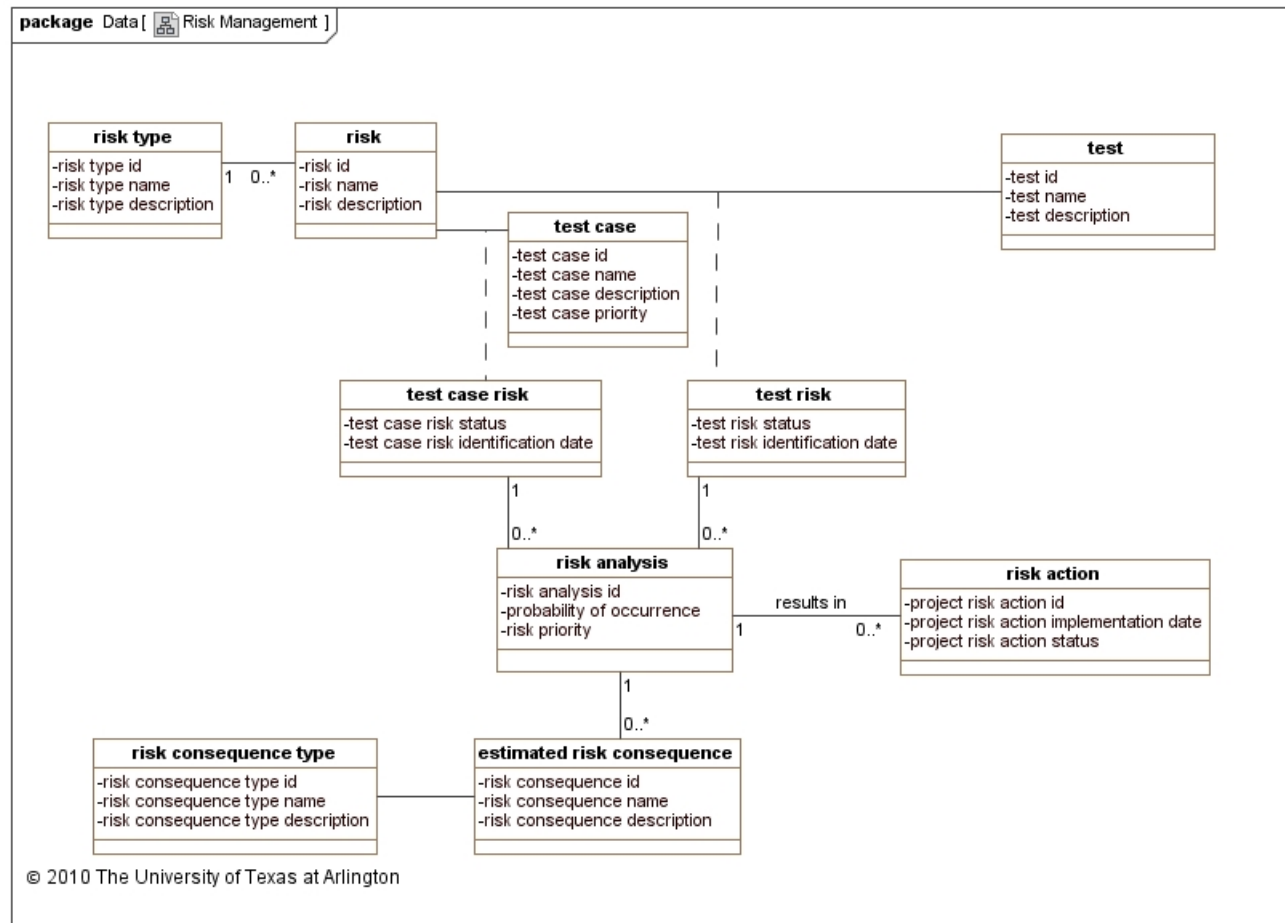 package Data [ Risk Management ]
risk type
-risk type id
-risk type name
-risk type description
1 0..*
risk
-risk id
-risk name
-risk description
test
-test id
-test name
-test description
test case
-test case id
-test case name
-test case description
-test case priority
test case risk
-test case risk status
-test case risk identification date
test risk
-test risk status
-test risk identification date
1
0..*
1
0..*
risk analysis
-risk analysis id
-probability of occurrence
-risk priority
results in
1 0..*
risk action
-project risk action id
-project risk action implementation date
-project risk action status
1
0..*
risk consequence type
-risk consequence type id
-risk consequence type name
-risk consequence type description
estimated risk consequence
-risk consequence id
-risk consequence name
-risk consequence description
© 2010 The University of Texas at Arlington